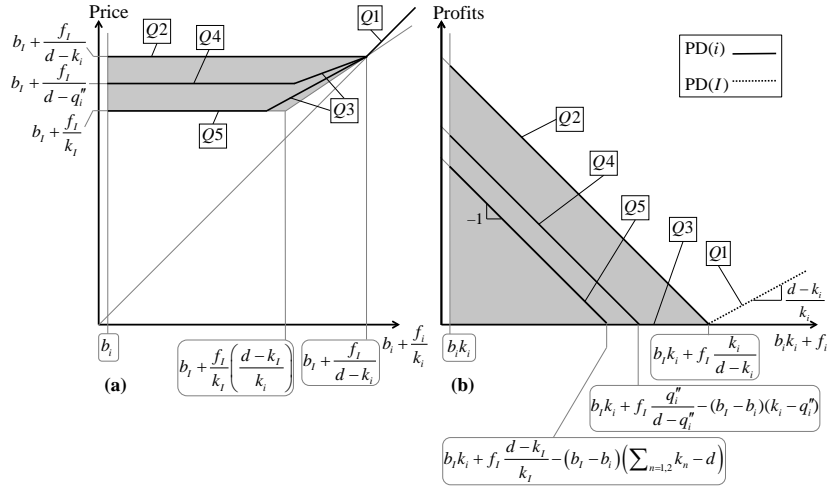 Price
Q1
Profits
Q2
Q4
Q3
Q5
b_I + f_I/(d − k_i)
b_I + f_I/(d − q_i″)
b_I + f_I/k_I
b_i
b_I + (f_I/k_I)((d − k_I)/k_i)
b_I + f_I/(d − k_i)
b_i + f_i/k_i
(a)
PD(i)
PD(I)
Q2
Q4
Q5
Q3
Q1
−1
(d − k_i)/k_i
b_i k_i
b_i k_i + f_i
b_I k_i + f_I k_i/(d − k_i)
(b)
b_I k_i + f_I q_i″/(d − q_i″) − (b_I − b_i)(k_i − q_i″)
b_I k_i + f_I (d − k_I)/k_I − (b_I − b_i)(∑_{n=1,2} k_n − d)